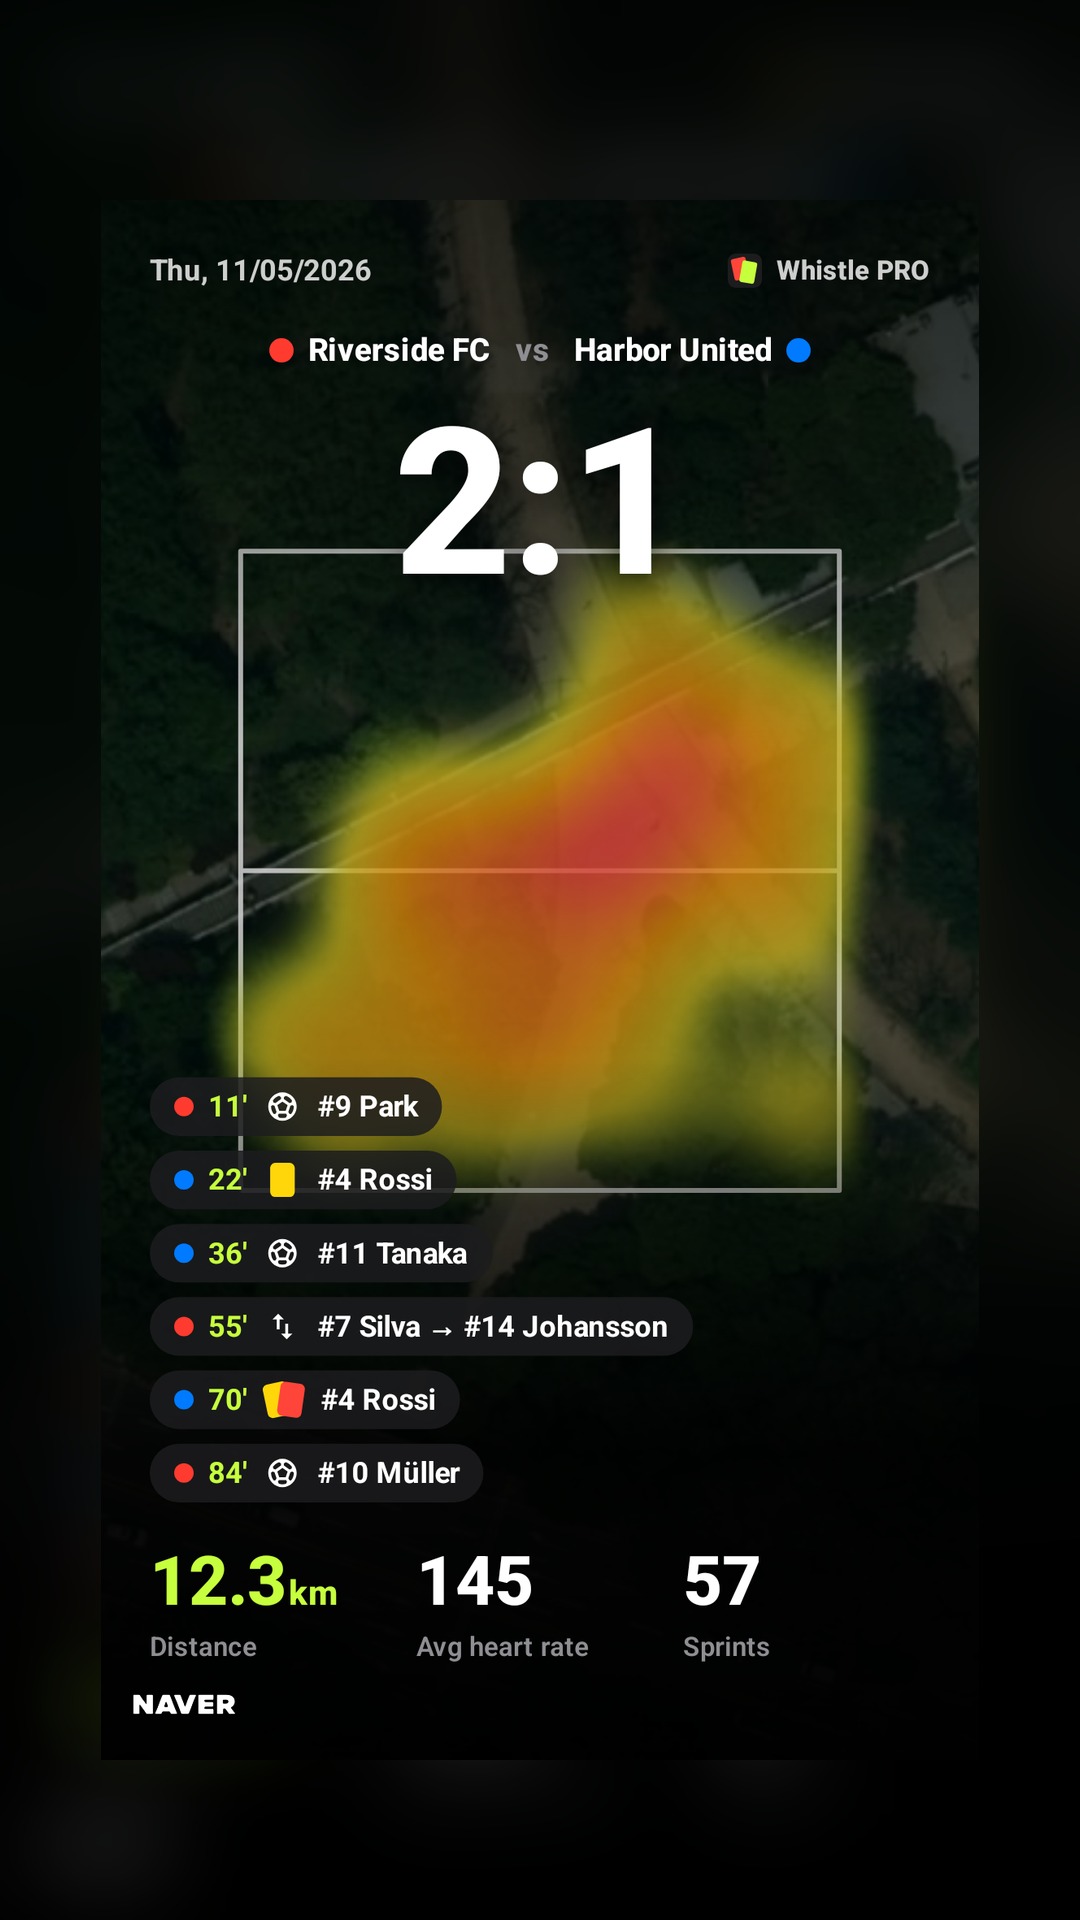 Thu, 11/05/2026
Whistle PRO
Riverside FC vs Harbor United
2:1
11' #9 Park
22' #4 Rossi
36' #11 Tanaka
55' #7 Silva → #14 Johansson
70' #4 Rossi
84' #10 Müller
12.3km 145 57
Distance Avg heart rate Sprints
NAVER